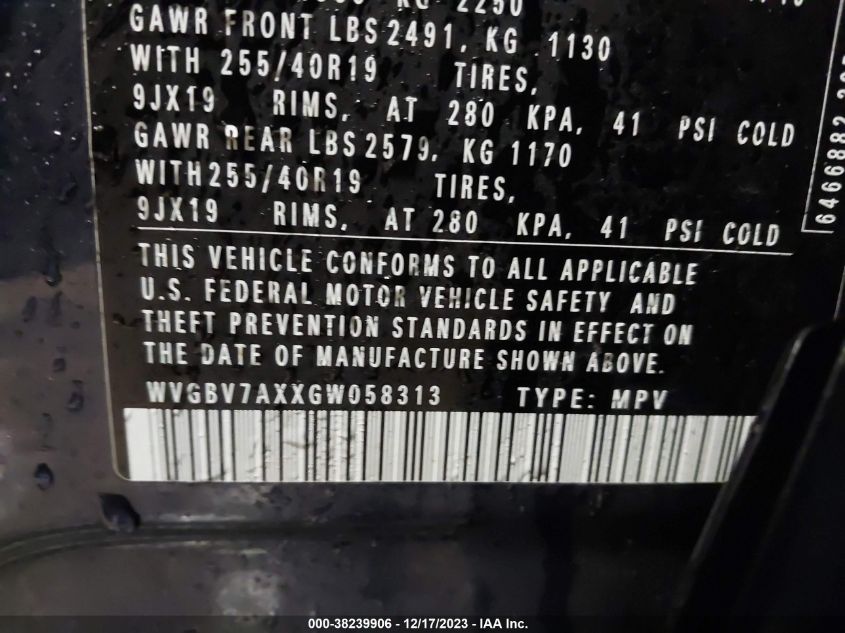 KG 2250
GAWR FRONT LBS 2491, KG 1130
WITH 255/40R19 TIRES,
9JX19 RIMS, AT 280 KPA, 41 PSI COLD
GAWR REAR LBS 2579, KG 1170
WITH 255/40R19 TIRES,
9JX19 RIMS, AT 280 KPA, 41 PSI COLD
THIS VEHICLE CONFORMS TO ALL APPLICABLE
U.S. FEDERAL MOTOR VEHICLE SAFETY AND
THEFT PREVENTION STANDARDS IN EFFECT ON
THE DATE OF MANUFACTURE SHOWN ABOVE.
WVGBV7AXXGW058313 TYPE: MPV
6466882
000-38239906 - 12/17/2023 - IAA Inc.